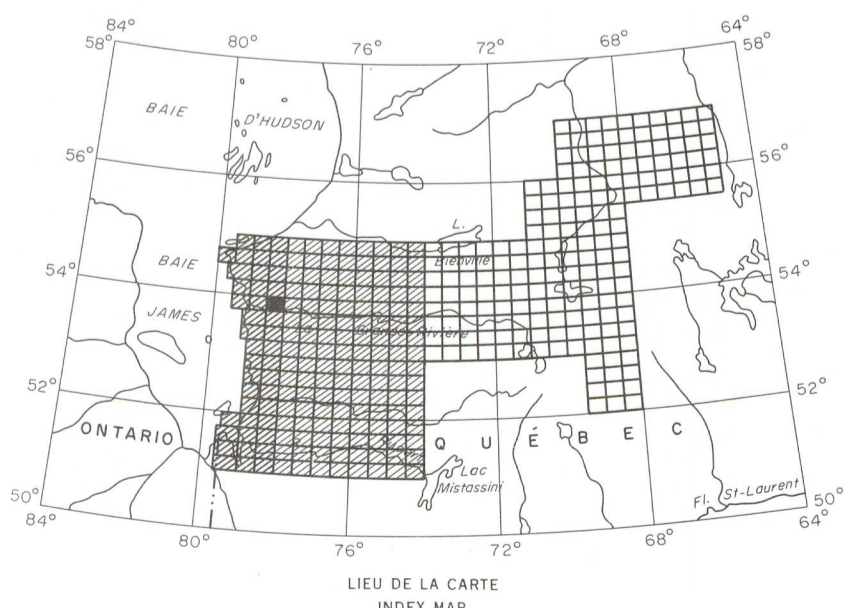 84°
58°
80°
76°
72°
68°
64°
58°
BAIE
D'HUDSON
56°
56°
L.
Bienville
BAIE
54°
54°
JAMES
La Grande Rivière
52°
52°
ONTARIO
QUÉBEC
Lac
Mistassini
Fl. St-Laurent
50°
84°
50°
64°
80°
76°
72°
68°
LIEU DE LA CARTE
INDEX MAP